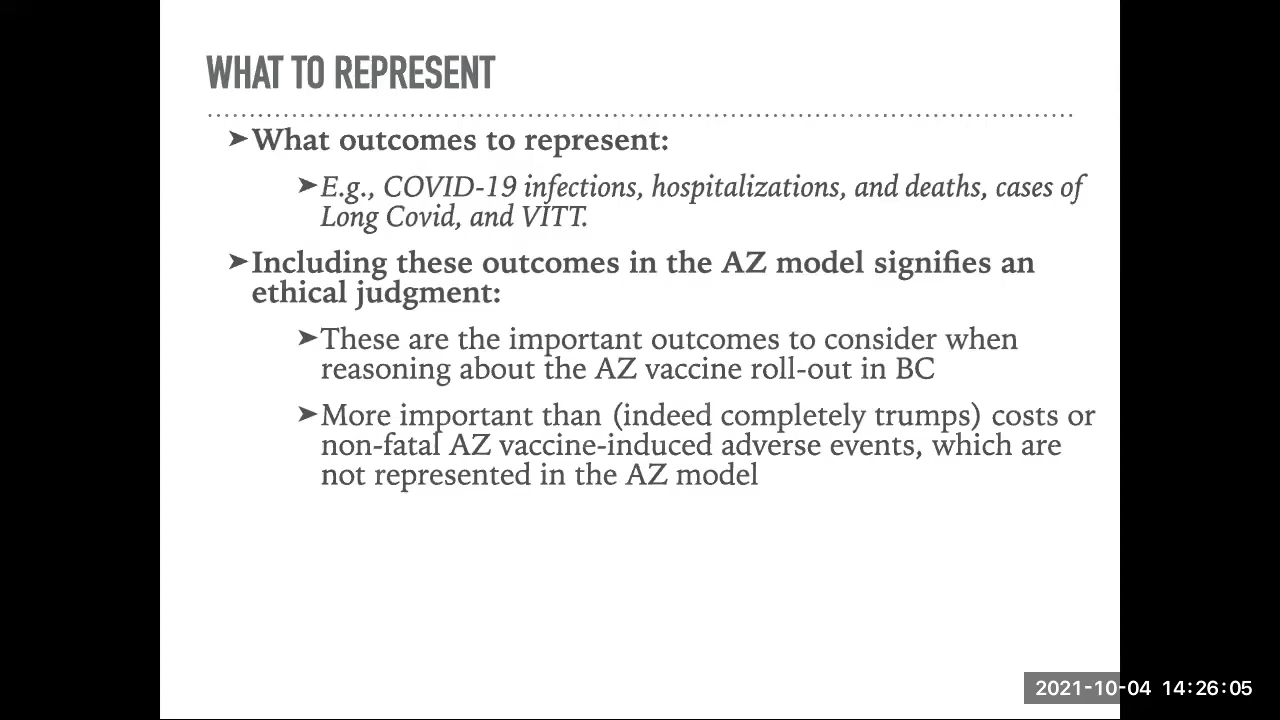 WHAT TO REPRESENT
➤What outcomes to represent:
➤E.g., COVID-19 infections, hospitalizations, and deaths, cases of
Long Covid, and VITT.
➤Including these outcomes in the AZ model signifies an
ethical judgment:
➤These are the important outcomes to consider when
reasoning about the AZ vaccine roll-out in BC
➤More important than (indeed completely trumps) costs or
non-fatal AZ vaccine-induced adverse events, which are
not represented in the AZ model
2021-10-04 14:26:05